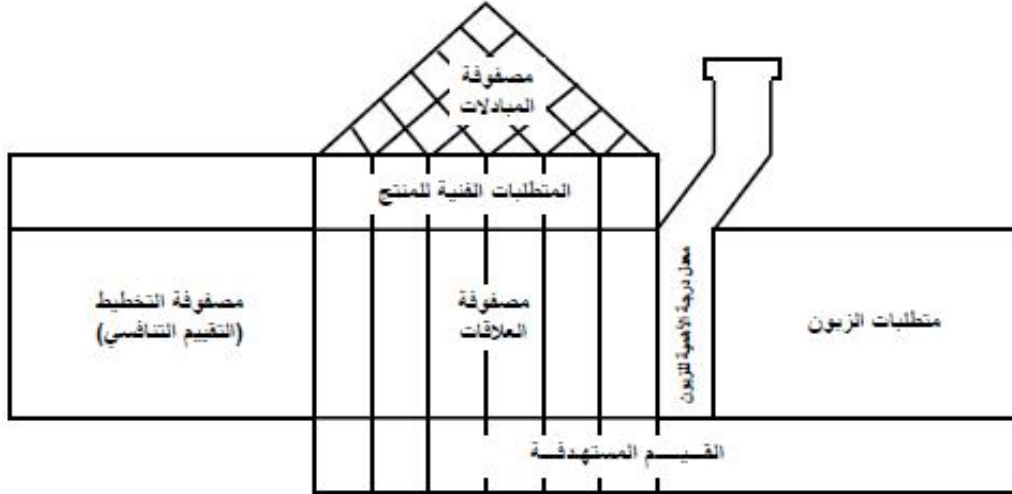 مصفوفة
المبادلات
المتطلبات الفنية للمنتج
متطلبات الزبون
معدل درجة الأهمية للزبون
مصفوفة
العلاقات
مصفوفة التخطيط
(التقييم التنافسي)
القيم المستهدفة